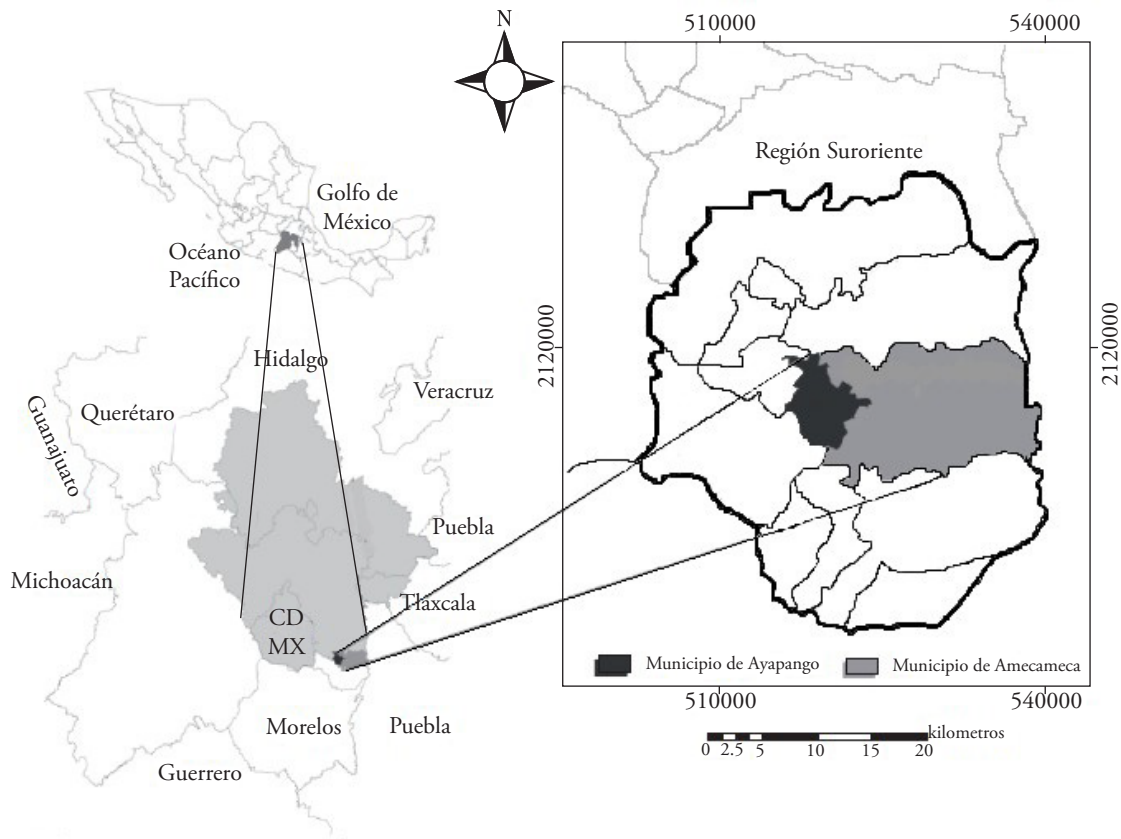 N
510000
540000
Región Suroriente
Golfo de
México
Océano
Pacífico
2120000
2120000
Hidalgo
Veracruz
Querétaro
Guanajuato
Puebla
Michoacán
Tlaxcala
CD
MX
Municipio de Ayapango
Municipio de Amecameca
510000
540000
Morelos
Puebla
Guerrero
kilometros
0 2.5 5 10 15 20